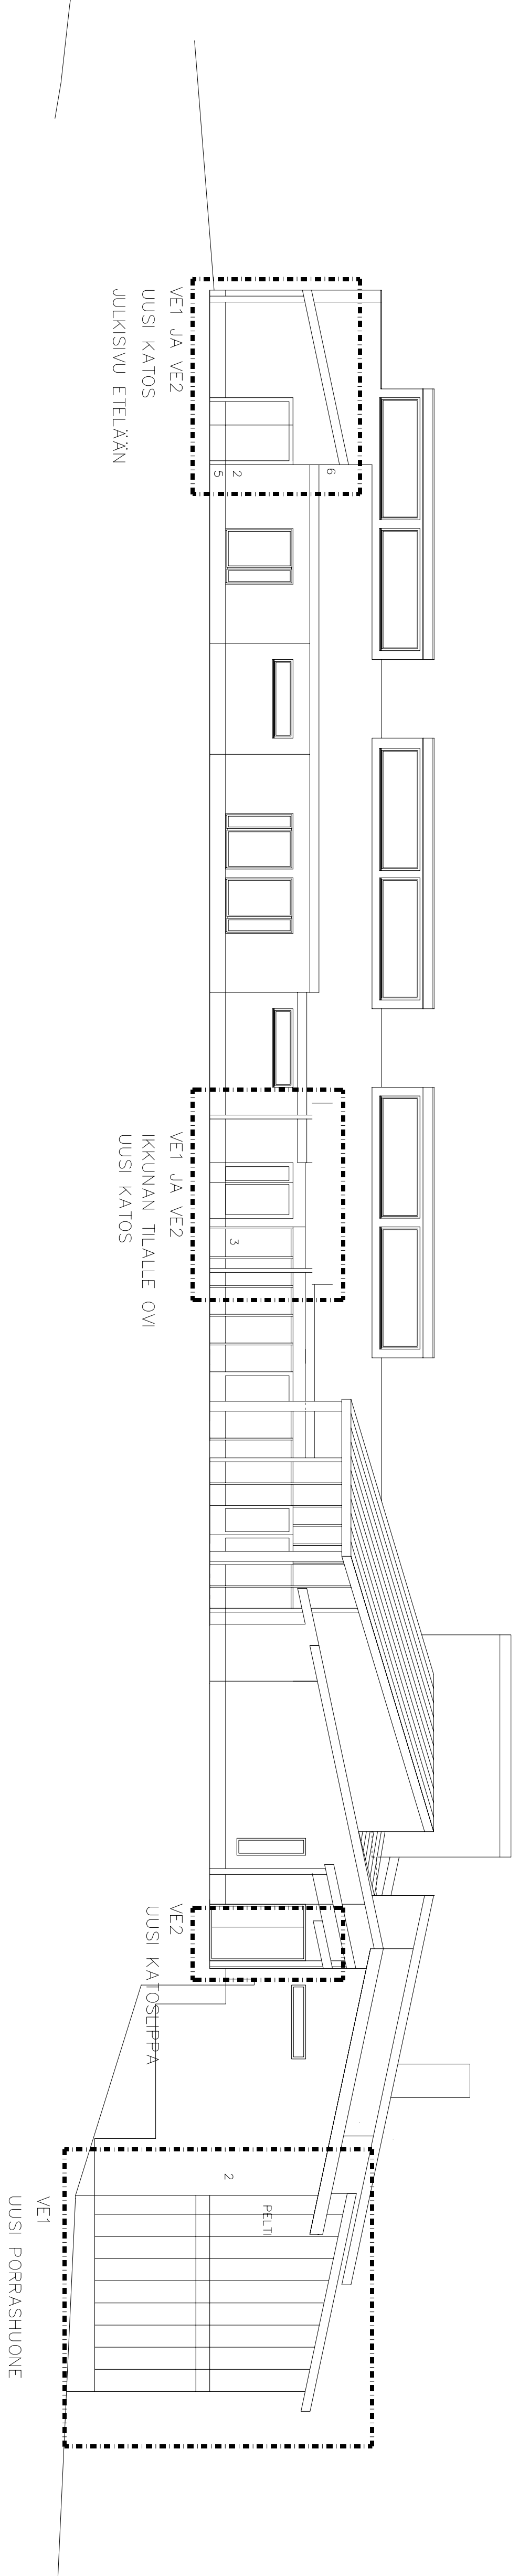 VE1 JA VE2
UUSI KATOS
JULKISIVU ETELÄÄN
6
2
5
VE1 JA VE2
IKKUNAN TILALLE OVI
UUSI KATOS
3
VE2
UUSI KATOSLIPPA
2
PELTI
VE1
UUSI PORRASHUONE